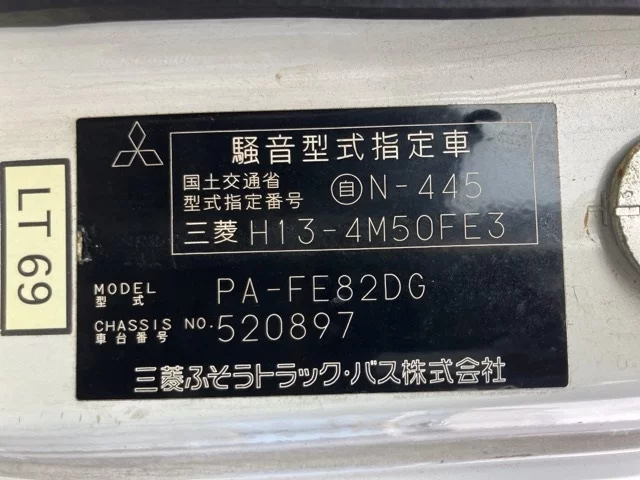 騒音型式指定車
国土交通省
型式指定番号 自N-445
三菱 H13-4M50FE3
MODEL
型式 PA-FE82DG
CHASSIS NO.
車台番号 520897
三菱ふそうトラック・バス株式会社
LT 69